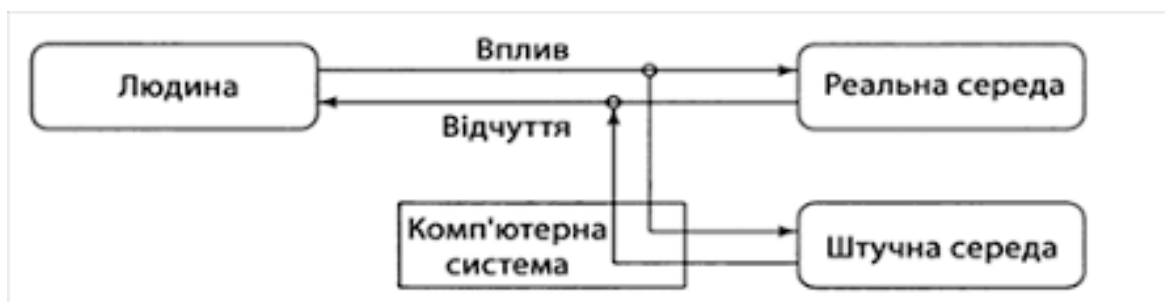 Вплив
Людина
Реальна середа
Відчуття
Комп'ютерна
система
Штучна середа